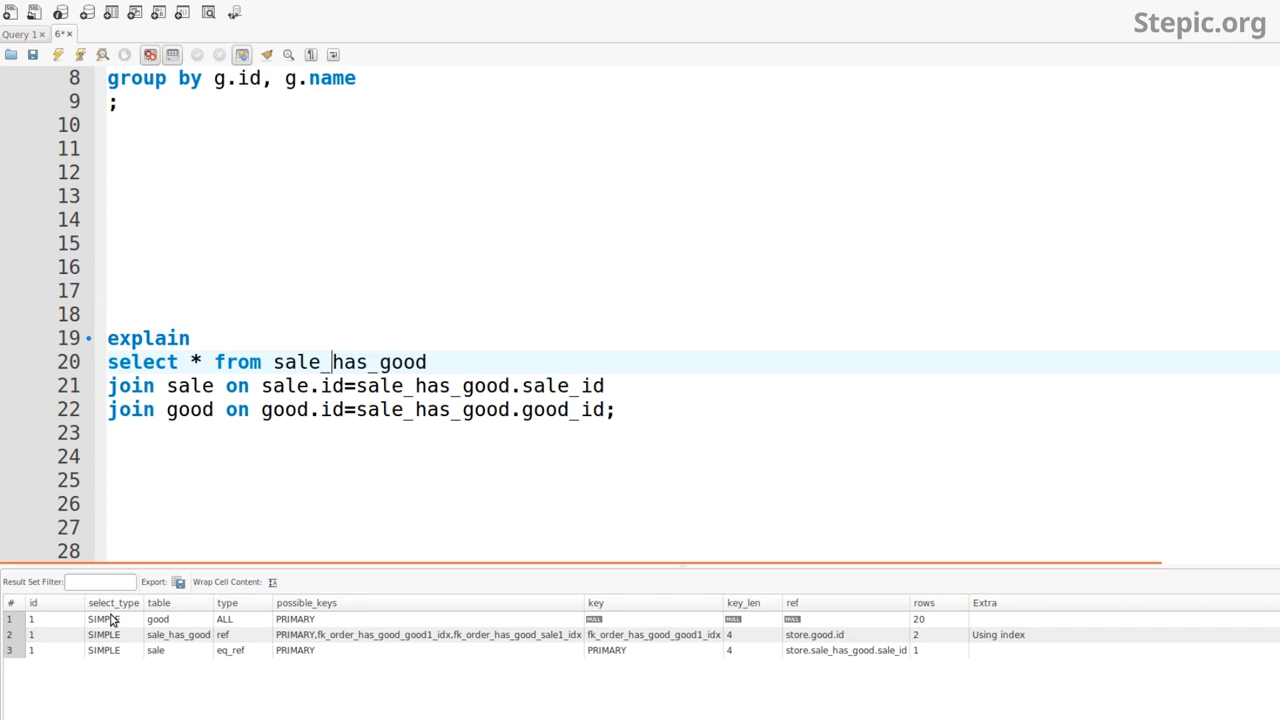 Stepic.org
Query 1 × 6* ×
8 group by g.id, g.name
9 ;
10
11
12
13
14
15
16
17
18
19 explain
20 select * from sale_has_good
21 join sale on sale.id=sale_has_good.sale_id
22 join good on good.id=sale_has_good.good_id;
23
24
25
26
27
28
Result Set Filter: Export: Wrap Cell Content:
# id select_type table type possible_keys key key_len ref rows Extra
1 1 SIMPLE good ALL PRIMARY NULL NULL NULL 20
2 1 SIMPLE sale_has_good ref PRIMARY,fk_order_has_good_good1_idx,fk_order_has_good_sale1_idx fk_order_has_good_good1_idx 4 store.good.id 2 Using index
3 1 SIMPLE sale eq_ref PRIMARY PRIMARY 4 store.sale_has_good.sale_id 1